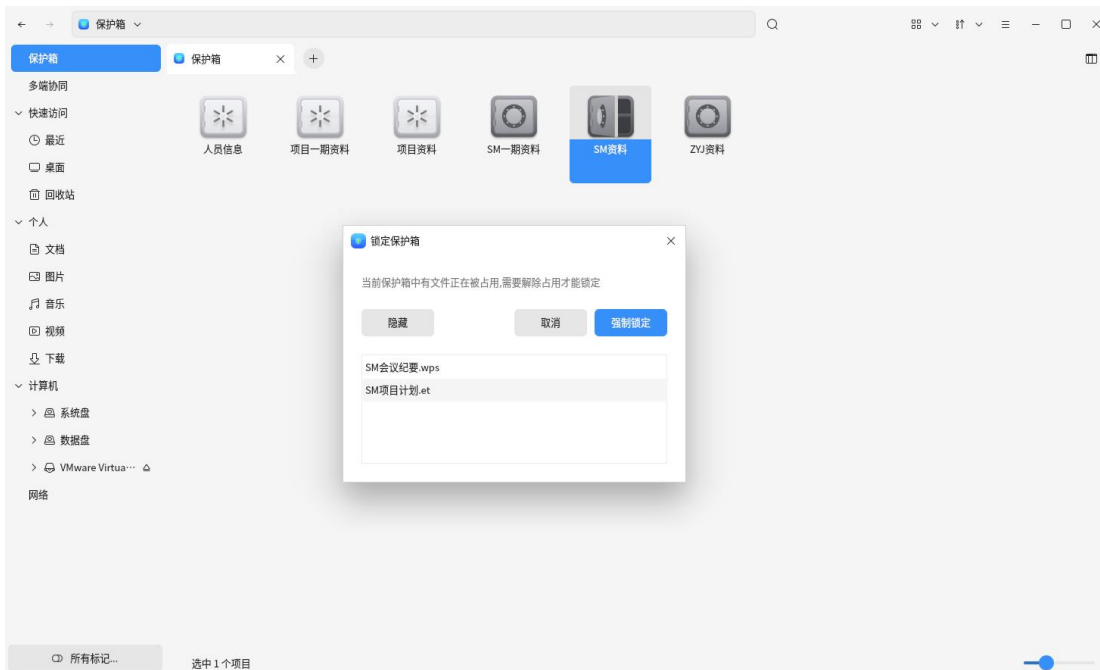 保护箱
保护箱
保护箱
多端协同
快速访问
最近
桌面
回收站
个人
文档
图片
音乐
视频
下载
计算机
系统盘
数据盘
VMware Virtua…
网络
所有标记...
人员信息
项目一期资料
项目资料
SM一期资料
SM资料
ZYJ资料
锁定保护箱
当前保护箱中有文件正在被占用,需要解除占用才能锁定
隐藏
取消
强制锁定
SM会议纪要.wps
SM项目计划.et
选中1个项目